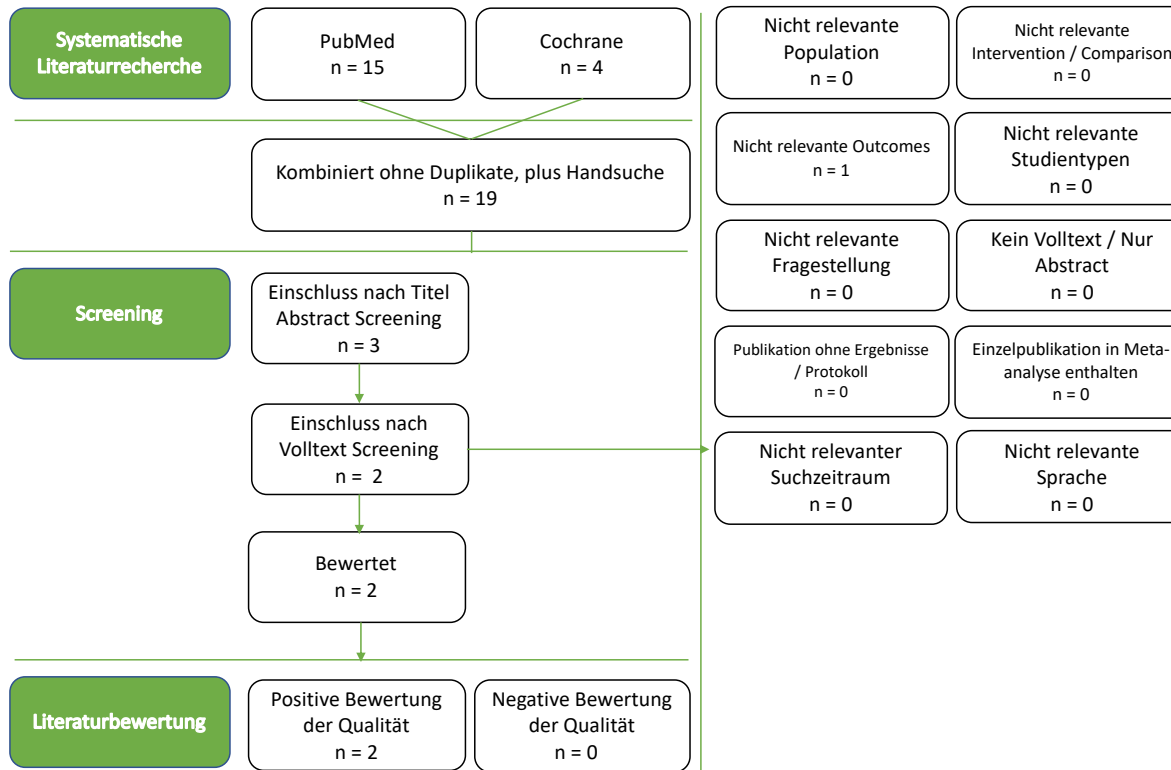 Systematische
Literaturrecherche
PubMed
n = 15
Cochrane
n = 4
Kombiniert ohne Duplikate, plus Handsuche
n = 19
Screening
Einschluss nach Titel
Abstract Screening
n = 3
Einschluss nach
Volltext Screening
n = 2
Bewertet
n = 2
Literaturbewertung
Positive Bewertung
der Qualität
n = 2
Negative Bewertung
der Qualität
n = 0
Nicht relevante
Population
n = 0
Nicht relevante
Intervention / Comparison
n = 0
Nicht relevante Outcomes
n = 1
Nicht relevante
Studientypen
n = 0
Nicht relevante
Fragestellung
n = 0
Kein Volltext / Nur
Abstract
n = 0
Publikation ohne Ergebnisse
/ Protokoll
n = 0
Einzelpublikation in Meta-
analyse enthalten
n = 0
Nicht relevanter
Suchzeitraum
n = 0
Nicht relevante
Sprache
n = 0